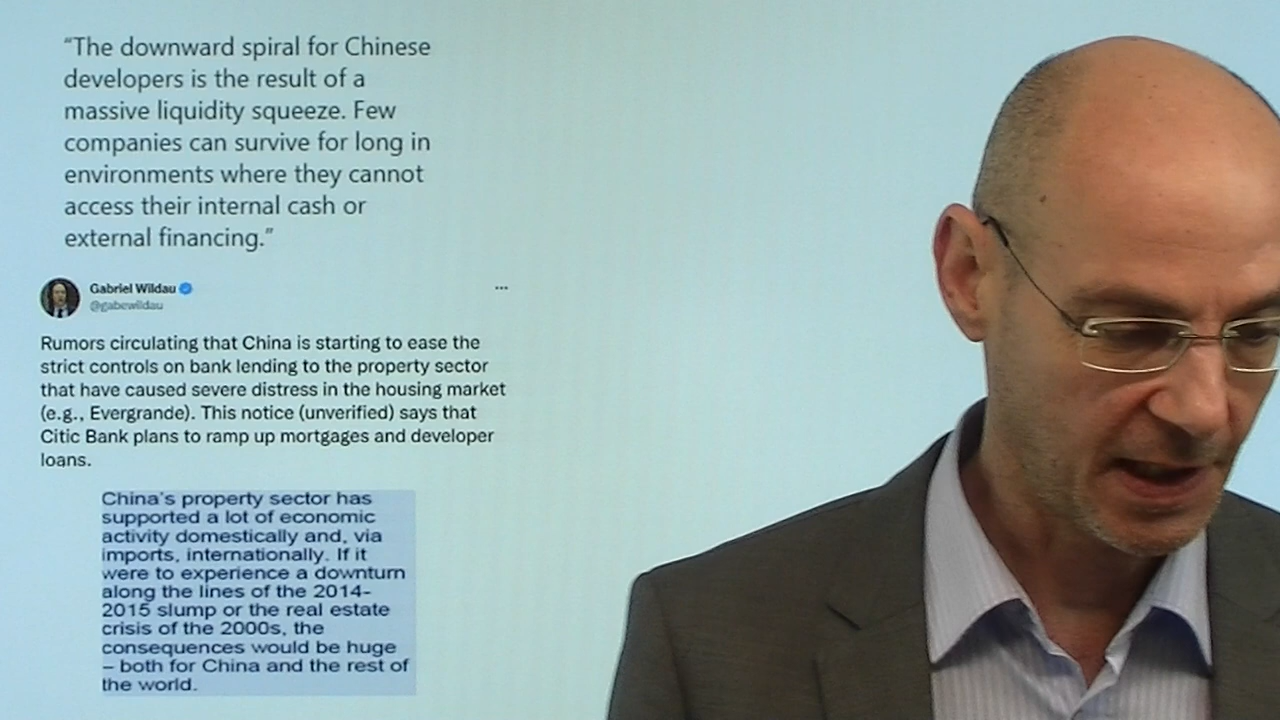 “The downward spiral for Chinese
developers is the result of a
massive liquidity squeeze. Few
companies can survive for long in
environments where they cannot
access their internal cash or
external financing.”
Gabriel Wildau
@gabewildau
...
Rumors circulating that China is starting to ease the
strict controls on bank lending to the property sector
that have caused severe distress in the housing market
(e.g., Evergrande). This notice (unverified) says that
Citic Bank plans to ramp up mortgages and developer
loans.
China's property sector has
supported a lot of economic
activity domestically and, via
imports, internationally. If it
were to experience a downturn
along the lines of the 2014-
2015 slump or the real estate
crisis of the 2000s, the
consequences would be huge
– both for China and the rest of
the world.